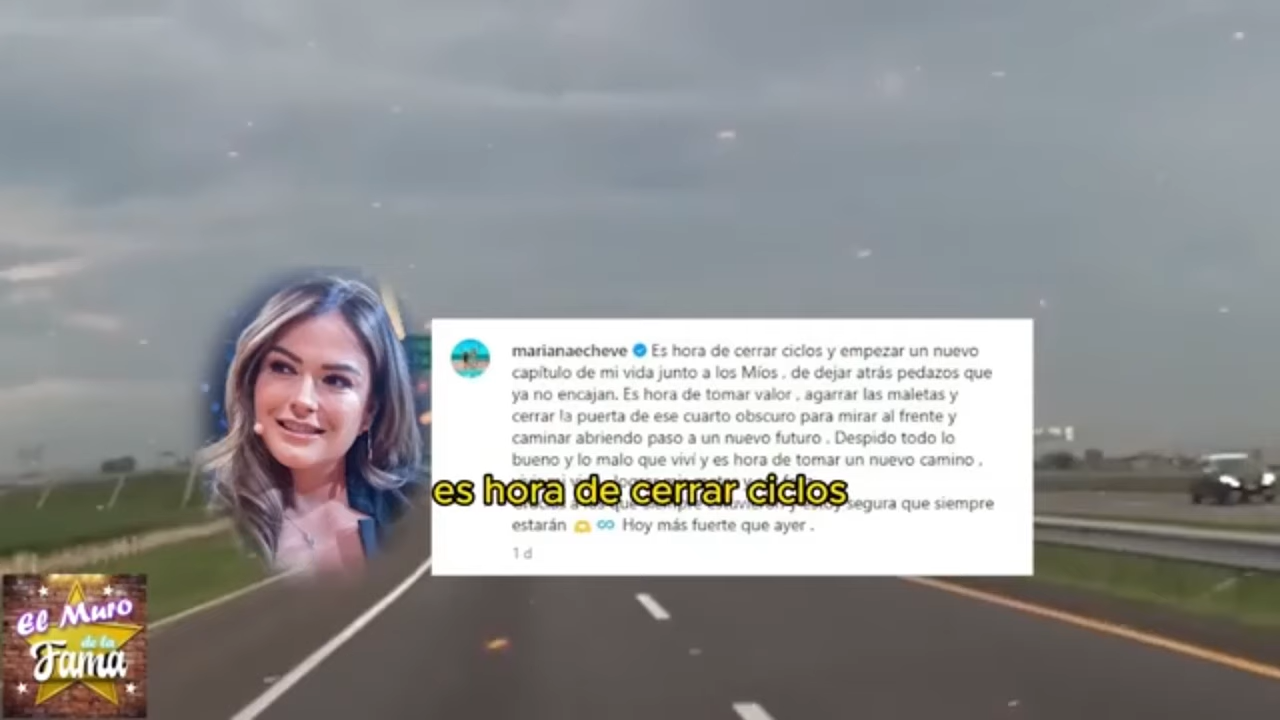 marianaecheve Es hora de cerrar ciclos y empezar un nuevo
capítulo de mi vida junto a los Míos , de dejar atrás pedazos que
ya no encajan. Es hora de tomar valor , agarrar las maletas y
cerrar la puerta de ese cuarto obscuro para mirar al frente y
caminar abriendo paso a un nuevo futuro . Despido todo lo
bueno y lo malo que viví y es hora de tomar un nuevo camino ,
es hora de cerrar ciclos
segura que siempre
estarán 🫶 ♾️ Hoy más fuerte que ayer .
1 d
El Muro
de la
Fama